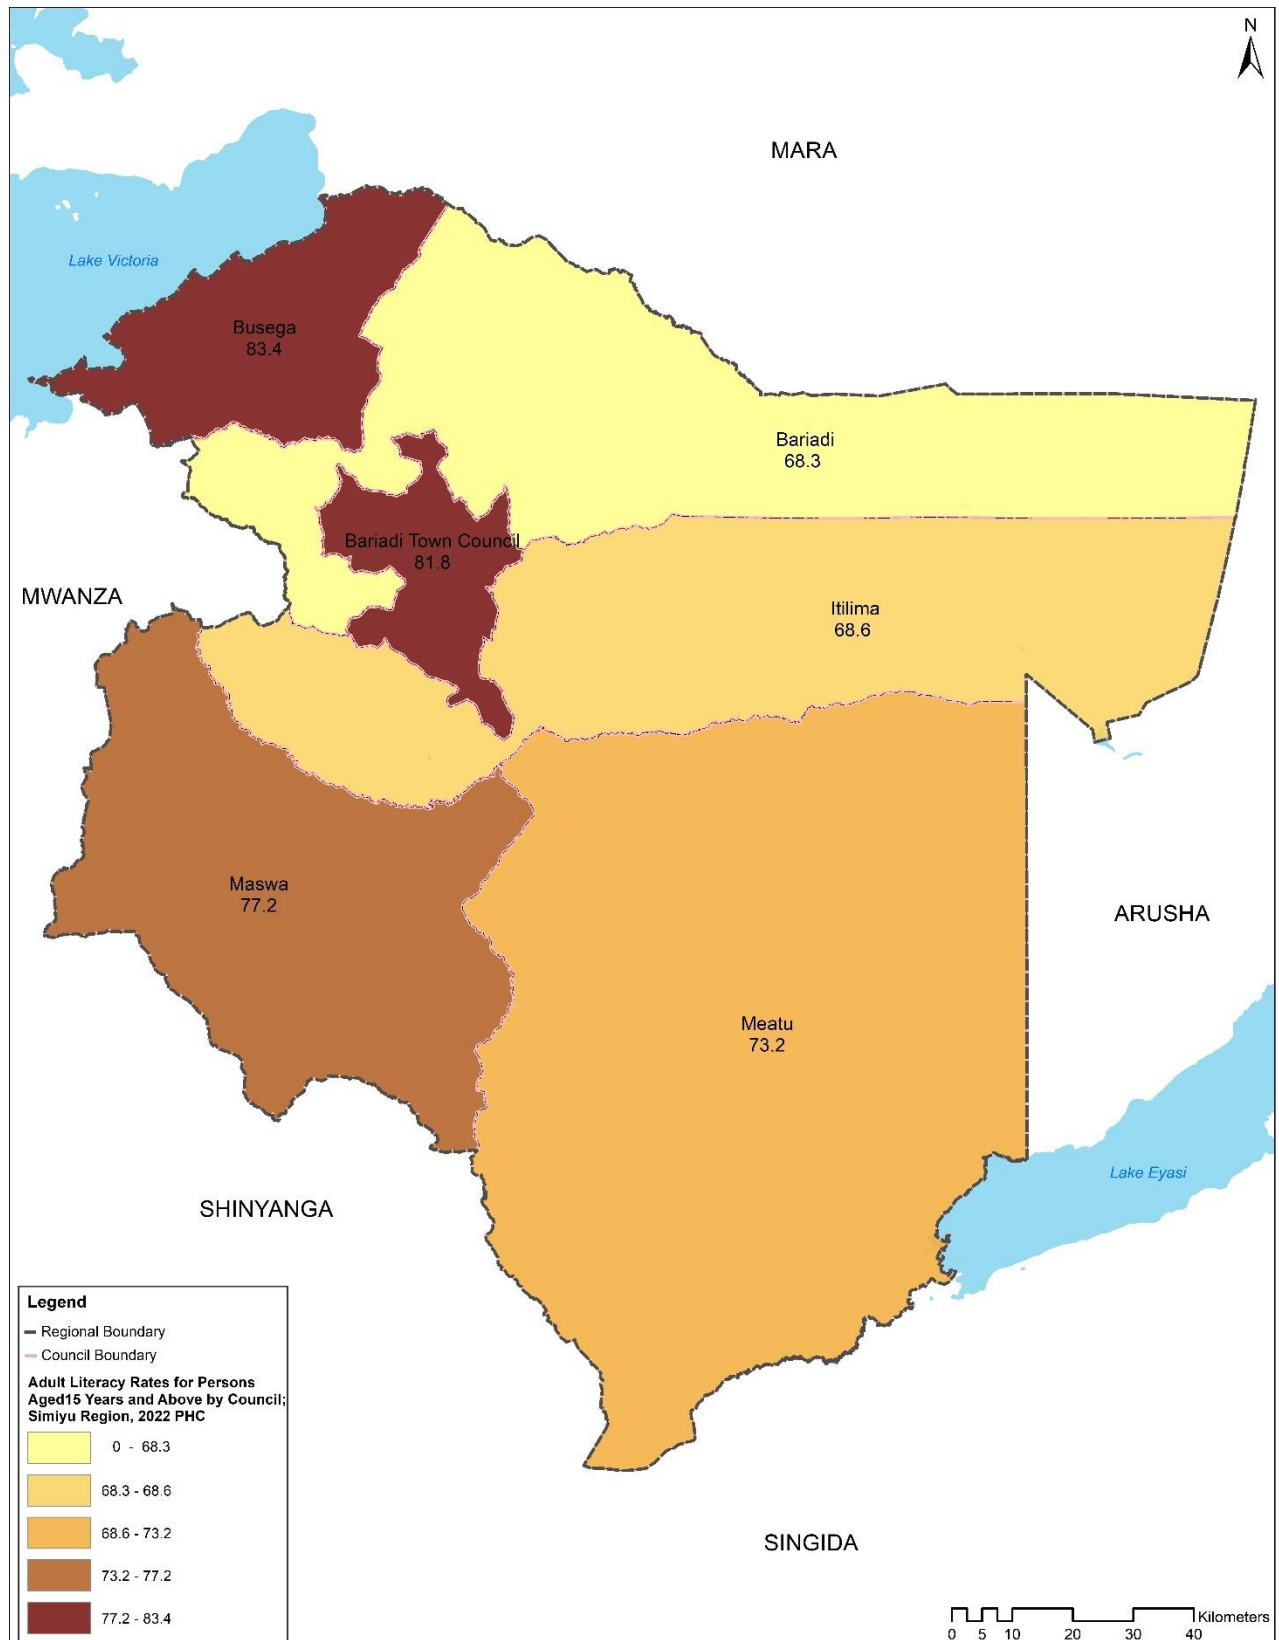 N
MARA
Lake Victoria
Busega
83.4
Bariadi
68.3
Bariadi Town Council
81.8
MWANZA
Itilima
68.6
Maswa
77.2
ARUSHA
Meatu
73.2
Lake Eyasi
SHINYANGA
SINGIDA
Legend
Regional Boundary
Council Boundary
Adult Literacy Rates for Persons
Aged15 Years and Above by Council;
Simiyu Region, 2022 PHC
0 - 68.3
68.3 - 68.6
68.6 - 73.2
73.2 - 77.2
77.2 - 83.4
Kilometers
0 5 10 20 30 40